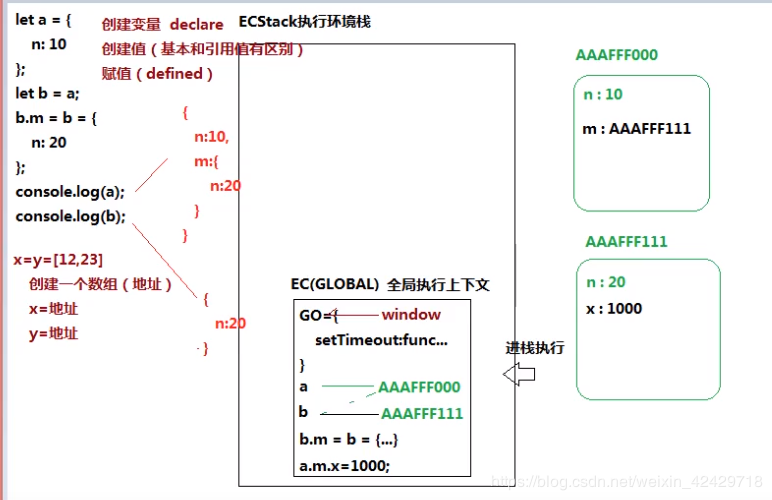 let a = {
n: 10
};
let b = a;
b.m = b = {
n: 20
};
console.log(a);
console.log(b);
x=y=[12,23]
创建一个数组（地址）
x=地址
y=地址
创建变量 declare
创建值（基本和引用值有区别）
赋值（defined）
{
n:10,
m:{
n:20
}
}
{
n:20
}
ECStack执行环境栈
EC(GLOBAL) 全局执行上下文
GO={ window
setTimeout:func...
}
a AAAFFF000
b AAAFFF111
b.m = b = {...}
a.m.x=1000;
进栈执行
AAAFFF000
n : 10
m : AAAFFF111
AAAFFF111
n : 20
x : 1000
https://blog.csdn.net/weixin_42429718